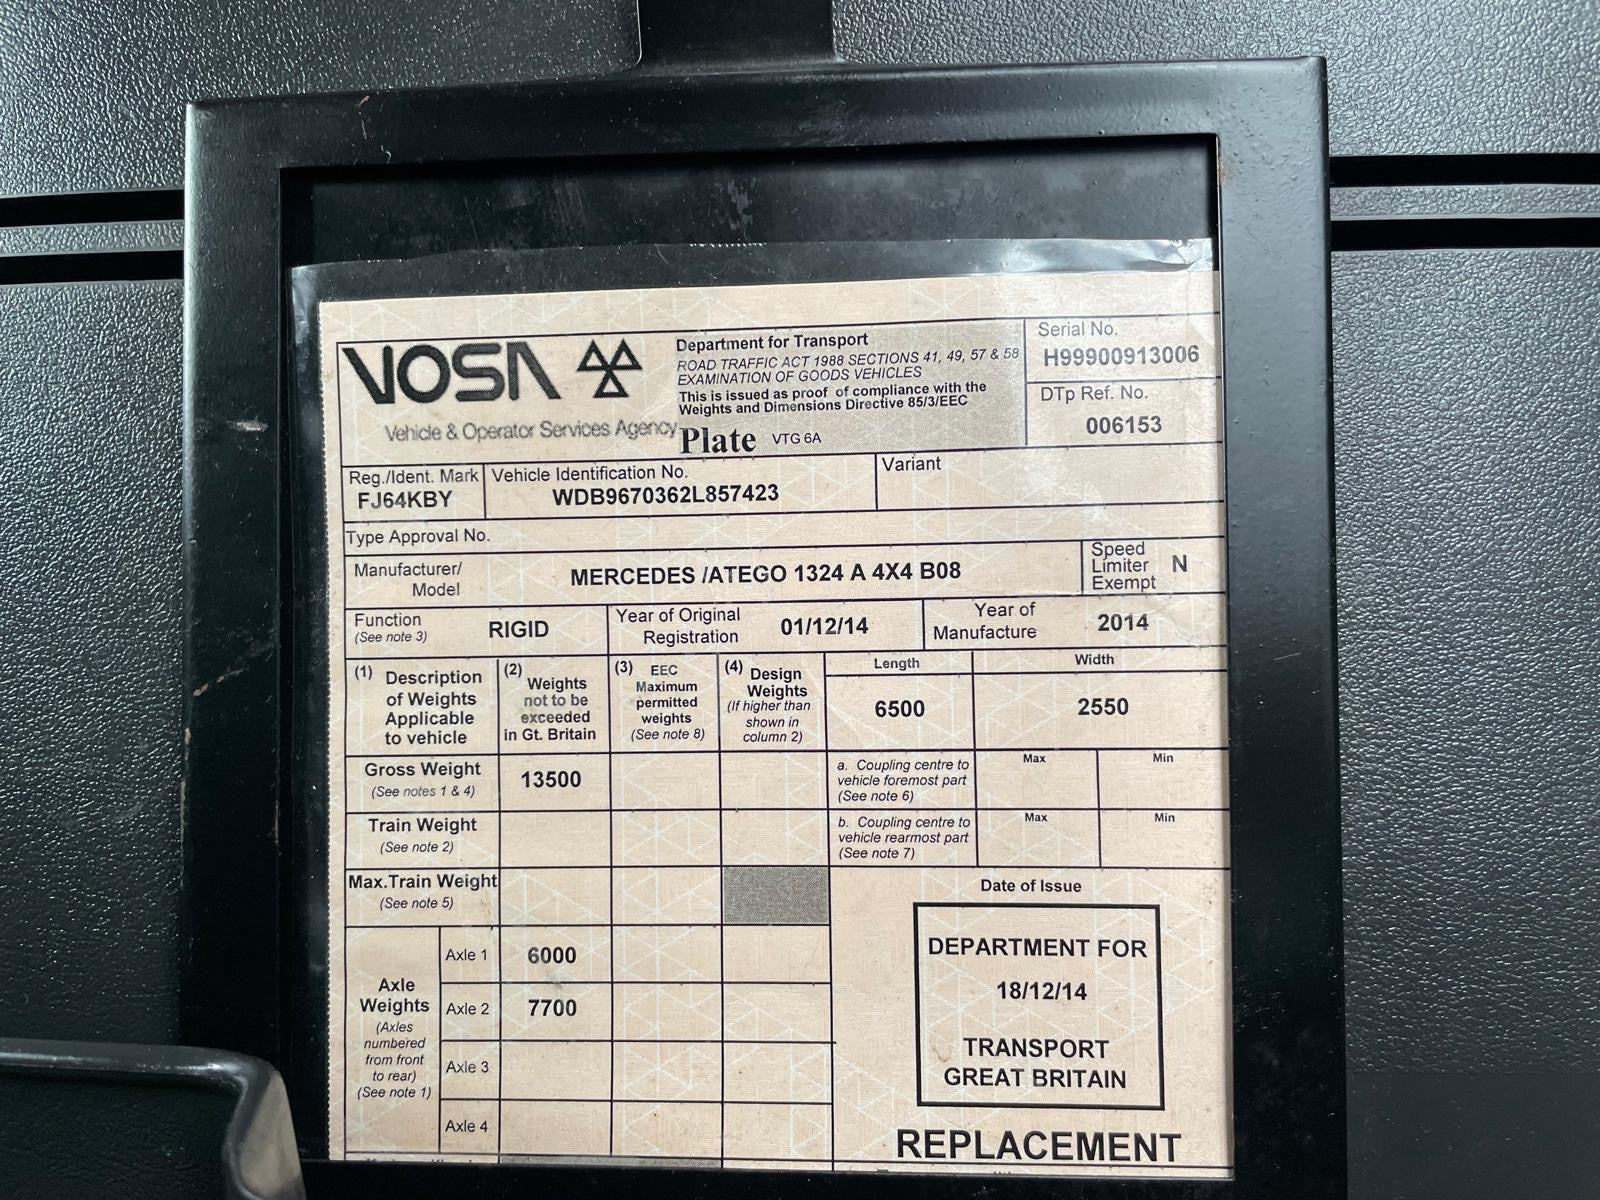 VOSA
Vehicle & Operator Services Agency
Department for Transport
ROAD TRAFFIC ACT 1988 SECTIONS 41, 49, 57 & 58
EXAMINATION OF GOODS VEHICLES
This is issued as proof of compliance with the
Weights and Dimensions Directive 85/3/EEC
Plate VTG 6A
Serial No.
H99900913006
DTp Ref. No.
006153
Reg./Ident. Mark
FJ64KBY
Vehicle Identification No.
WDB9670362L857423
Variant
Type Approval No.
Manufacturer/
Model
MERCEDES /ATEGO 1324 A 4X4 B08
Speed
Limiter
Exempt
N
Function
(See note 3)
RIGID
Year of Original
Registration
01/12/14
Year of
Manufacture
2014
(1) Description
of Weights
Applicable
to vehicle
(2) Weights
not to be
exceeded
in Gt. Britain
(3) EEC
Maximum
permitted
weights
(See note 8)
(4) Design
Weights
(If higher than
shown in
column 2)
Length
6500
Width
2550
Gross Weight
(See notes 1 & 4)
13500
a. Coupling centre to
vehicle foremost part
(See note 6)
Max
Min
Train Weight
(See note 2)
b. Coupling centre to
vehicle rearmost part
(See note 7)
Max
Min
Max.Train Weight
(See note 5)
Axle
Weights
(Axles
numbered
from front
to rear)
(See note 1)
Axle 1
6000
Axle 2
7700
Axle 3
Axle 4
Date of Issue
DEPARTMENT FOR
18/12/14
TRANSPORT
GREAT BRITAIN
REPLACEMENT